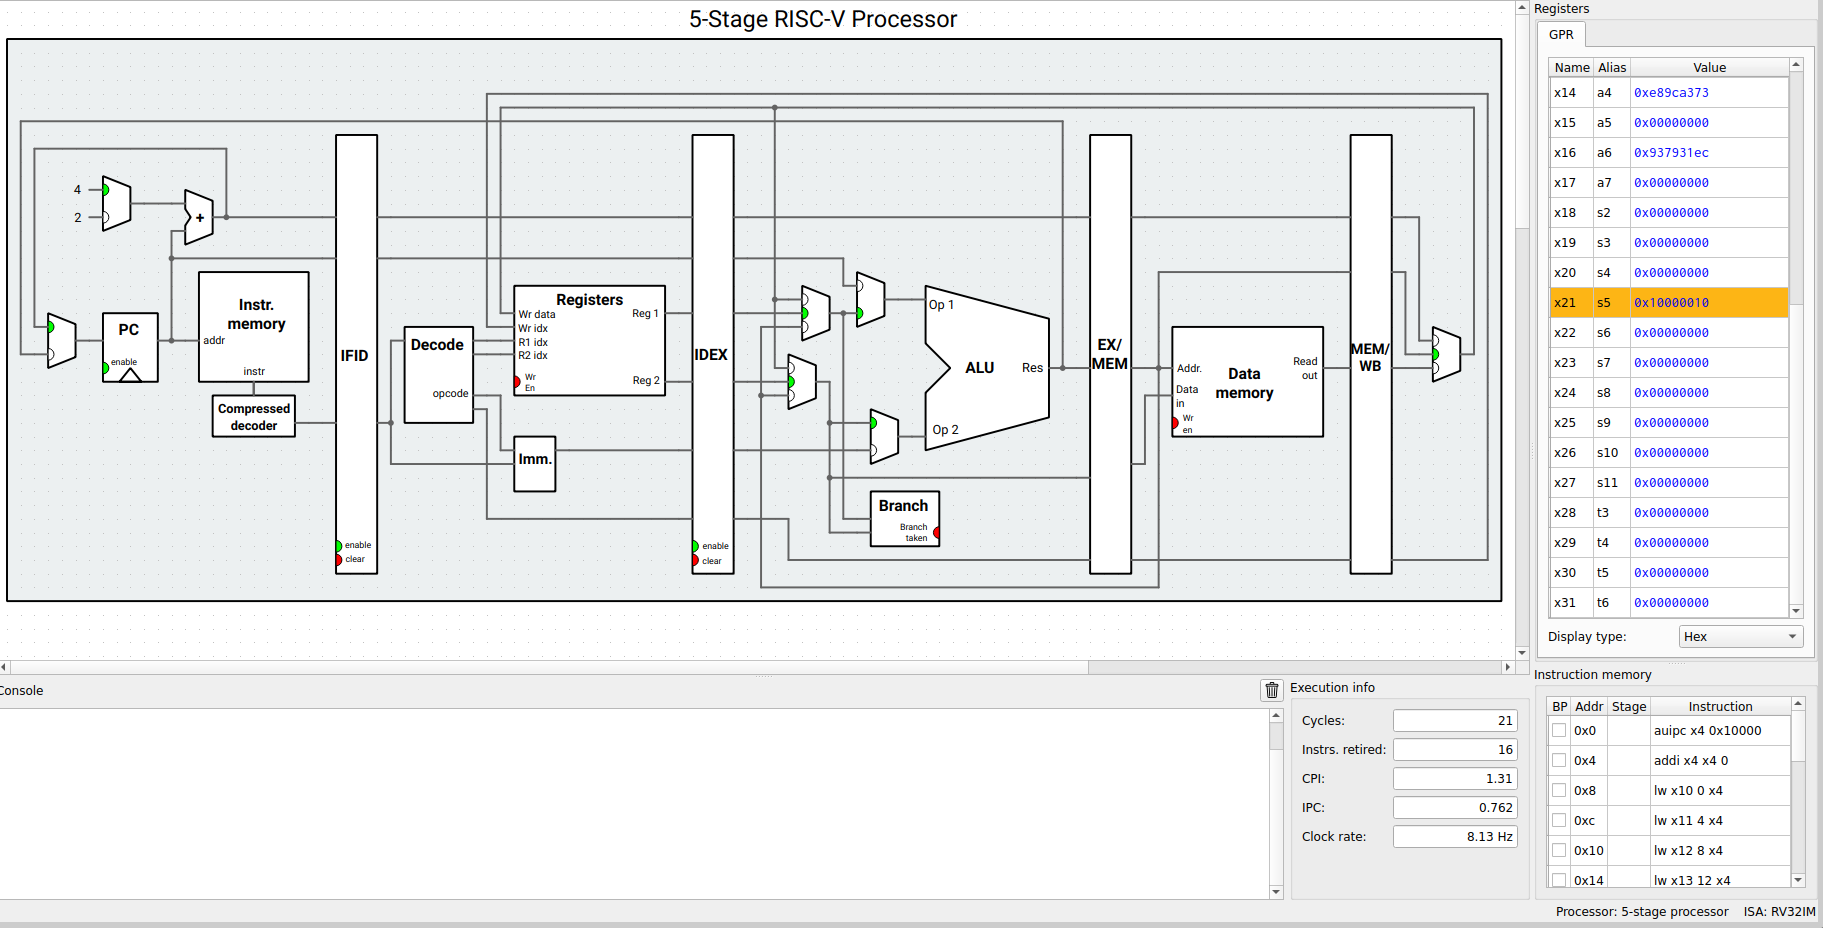 5-Stage RISC-V Processor
4
2
+
PC
enable
Instr.
memory
addr
instr
Compressed
decoder
IFID
enable
clear
Decode
opcode
Registers
Wr data
Wr idx
R1 idx
R2 idx
Wr
En
Reg 1
Reg 2
Imm.
IDEX
enable
clear
Op 1
ALU
Res
Op 2
Branch
Branch
taken
EX/
MEM
Addr.
Data
in
Wr
en
Data
memory
Read
out
MEM/
WB
Registers
GPR
Name Alias Value
x14 a4 0xe89ca373
x15 a5 0x00000000
x16 a6 0x937931ec
x17 a7 0x00000000
x18 s2 0x00000000
x19 s3 0x00000000
x20 s4 0x00000000
x21 s5 0x10000010
x22 s6 0x00000000
x23 s7 0x00000000
x24 s8 0x00000000
x25 s9 0x00000000
x26 s10 0x00000000
x27 s11 0x00000000
x28 t3 0x00000000
x29 t4 0x00000000
x30 t5 0x00000000
x31 t6 0x00000000
Display type: Hex
Console
Execution info
Cycles: 21
Instrs. retired: 16
CPI: 1.31
IPC: 0.762
Clock rate: 8.13 Hz
Instruction memory
BP Addr Stage Instruction
0x0 auipc x4 0x10000
0x4 addi x4 x4 0
0x8 lw x10 0 x4
0xc lw x11 4 x4
0x10 lw x12 8 x4
0x14 lw x13 12 x4
Processor: 5-stage processor ISA: RV32IM